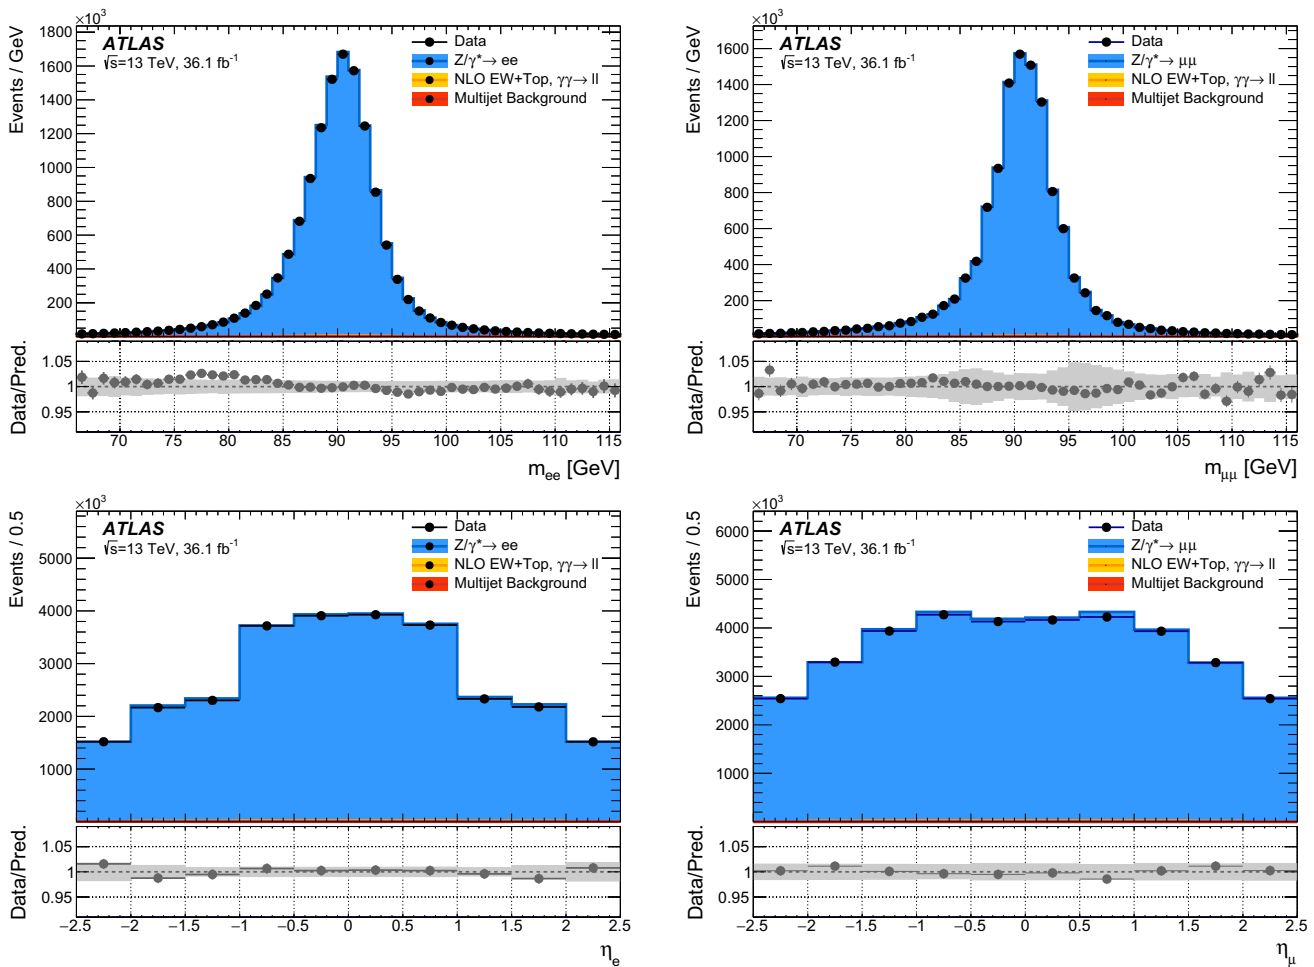 ×10³
Events / GeV
1800
1600
1400
1200
1000
800
600
400
200
ATLAS
√s=13 TeV, 36.1 fb⁻¹
Data
Z/γ*→ ee
NLO EW+Top, γγ→ ll
Multijet Background
Data/Pred.
1.05
1
0.95
70 75 80 85 90 95 100 105 110 115
m_ee [GeV]
×10³
Events / GeV
1600
1400
1200
1000
800
600
400
200
ATLAS
√s=13 TeV, 36.1 fb⁻¹
Data
Z/γ*→ μμ
NLO EW+Top, γγ→ ll
Multijet Background
Data/Pred.
1.05
1
0.95
70 75 80 85 90 95 100 105 110 115
m_μμ [GeV]
×10³
Events / 0.5
5000
4000
3000
2000
1000
ATLAS
√s=13 TeV, 36.1 fb⁻¹
Data
Z/γ*→ ee
NLO EW+Top, γγ→ ll
Multijet Background
Data/Pred.
1.05
1
0.95
−2.5 −2 −1.5 −1 −0.5 0 0.5 1 1.5 2 2.5
η_e
×10³
Events / 0.5
6000
5000
4000
3000
2000
1000
ATLAS
√s=13 TeV, 36.1 fb⁻¹
Data
Z/γ*→ μμ
NLO EW+Top, γγ→ ll
Multijet Background
Data/Pred.
1.05
1
0.95
−2.5 −2 −1.5 −1 −0.5 0 0.5 1 1.5 2 2.5
η_μ